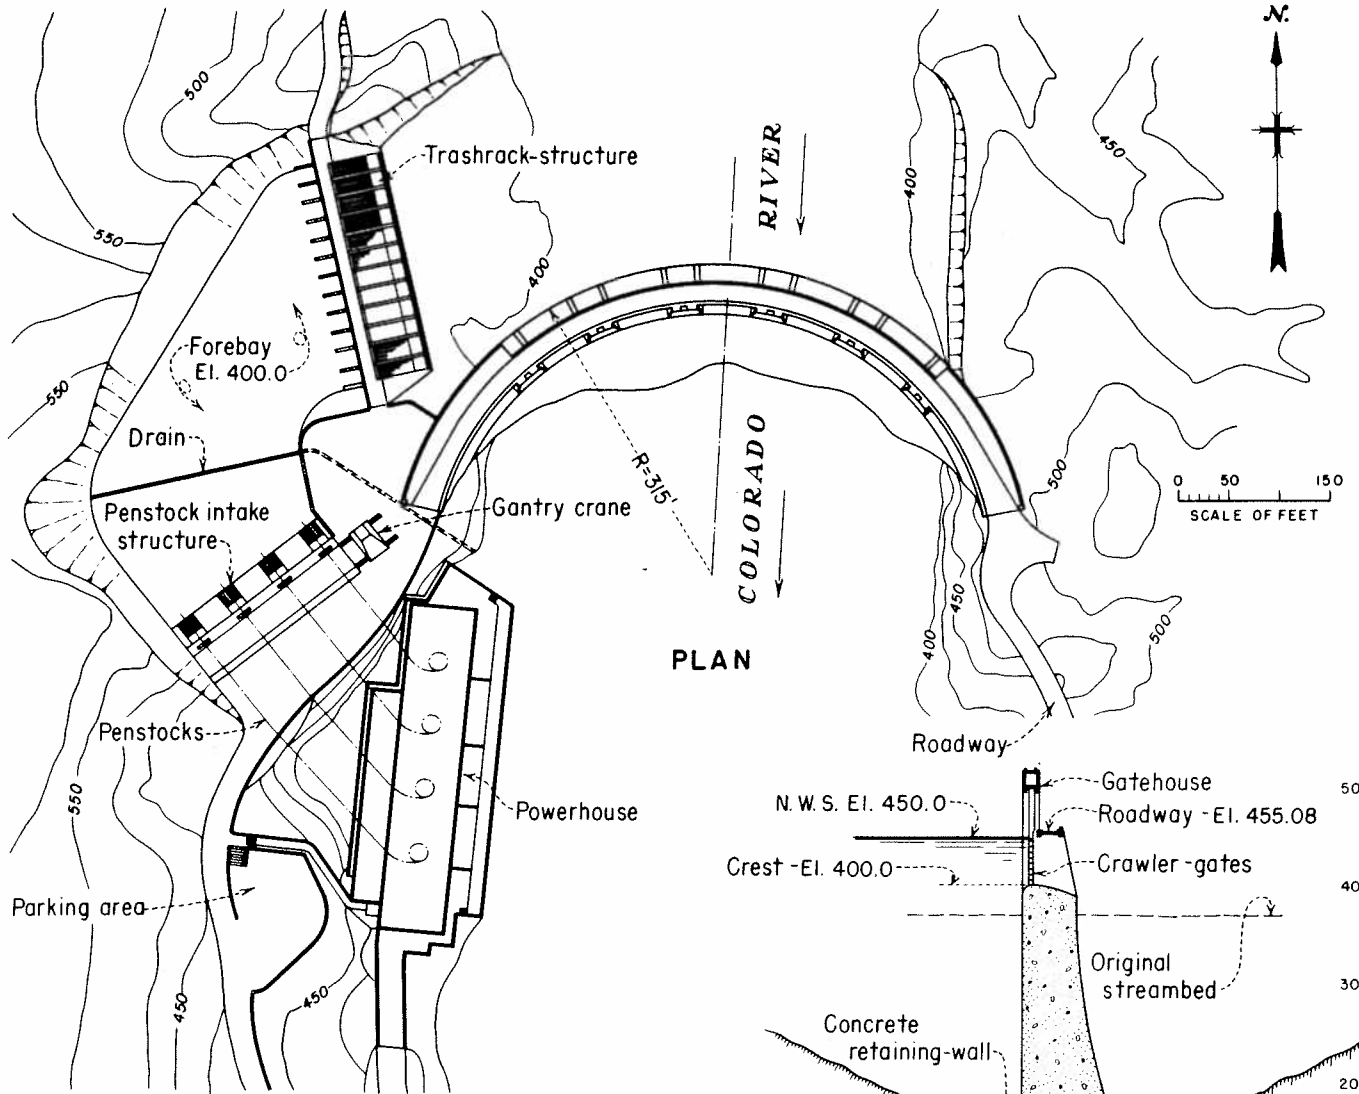 N.
500
450
Trashrack-structure
RIVER
400
550
400
Forebay
El. 400.0
550
Drain
R=315'
COLORADO
500
0 50 150
SCALE OF FEET
Penstock intake
structure
Gantry crane
450
400
500
PLAN
Penstocks
Roadway
550
Powerhouse
Gatehouse
N.W.S. El. 450.0
Roadway - El. 455.08
50
Crest - El. 400.0
Crawler-gates
40
Parking area
450
450
Original
streambed
30
Concrete
retaining-wall
20